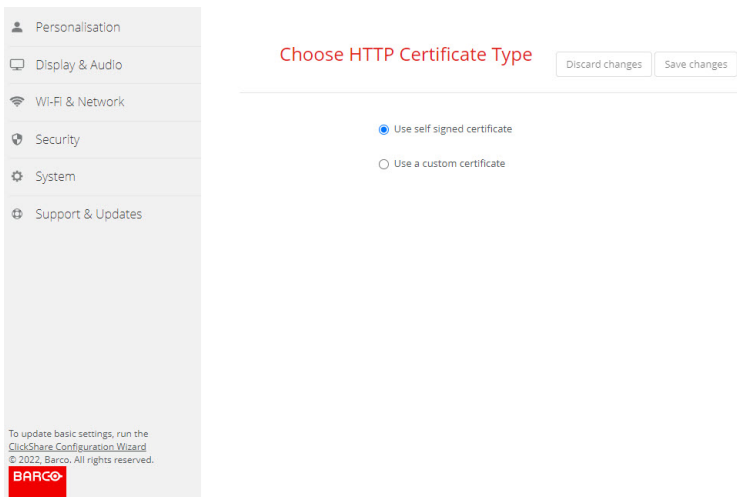 Personalisation
Display & Audio
Wi-Fi & Network
Security
System
Support & Updates
To update basic settings, run the
ClickShare Configuration Wizard
© 2022, Barco. All rights reserved.
BARCO
Choose HTTP Certificate Type
Discard changes
Save changes
Use self signed certificate
Use a custom certificate